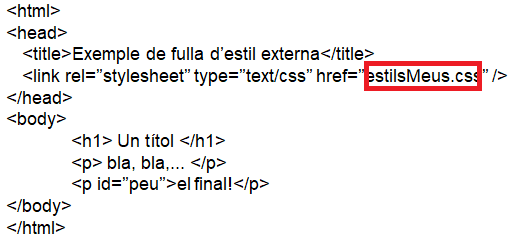 <html>
<head>
<title>Exemple de fulla d’estil externa</title>
<link rel=”stylesheet” type=”text/css” href=”estilsMeus.css” />
</head>
<body>
<h1> Un títol </h1>
<p> bla, bla,... </p>
<p id=”peu”>el final!</p>
</body>
</html>